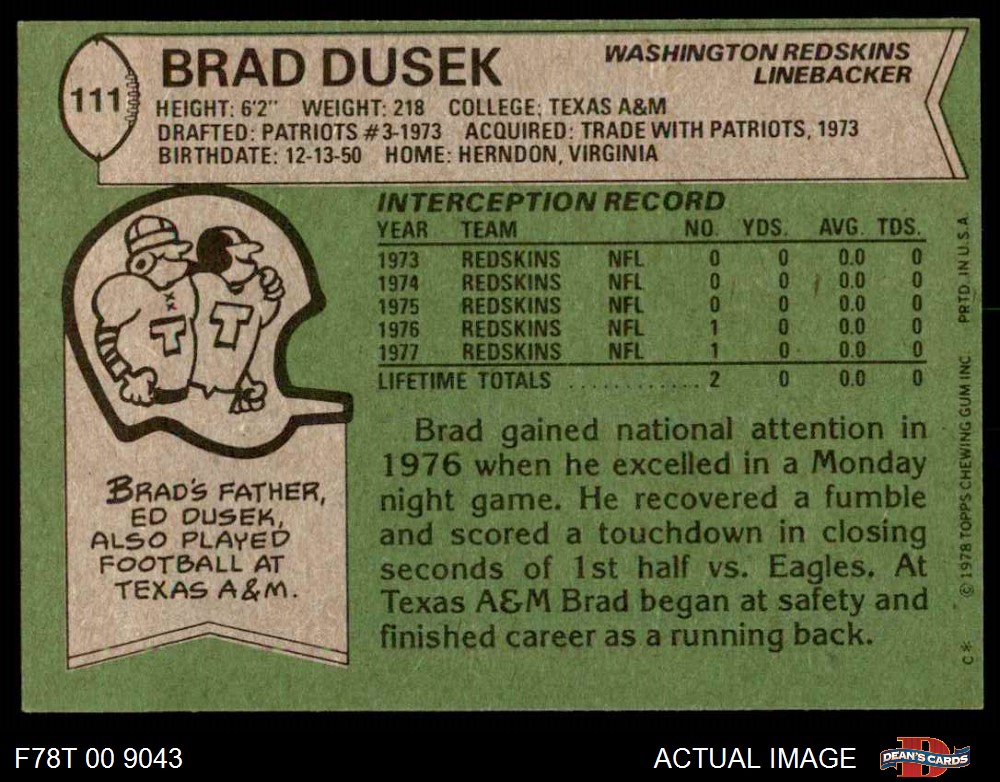 111
BRAD DUSEK
WASHINGTON REDSKINS
LINEBACKER
HEIGHT: 6'2" WEIGHT: 218 COLLEGE: TEXAS A&M
DRAFTED: PATRIOTS #3-1973 ACQUIRED: TRADE WITH PATRIOTS, 1973
BIRTHDATE: 12-13-50 HOME: HERNDON, VIRGINIA
INTERCEPTION RECORD
YEAR TEAM NO. YDS. AVG. TDS.
1973 REDSKINS NFL 0 0 0.0 0
1974 REDSKINS NFL 0 0 0.0 0
1975 REDSKINS NFL 0 0 0.0 0
1976 REDSKINS NFL 1 0 0.0 0
1977 REDSKINS NFL 1 0 0.0 0
LIFETIME TOTALS ............ 2 0 0.0 0
T T
BRAD'S FATHER,
ED DUSEK,
ALSO PLAYED
FOOTBALL AT
TEXAS A&M.
Brad gained national attention in
1976 when he excelled in a Monday
night game. He recovered a fumble
and scored a touchdown in closing
seconds of 1st half vs. Eagles. At
Texas A&M Brad began at safety and
finished career as a running back.
C* © 1978 TOPPS CHEWING GUM INC. PRTD. IN U.S.A.
F78T 00 9043
ACTUAL IMAGE
D
DEAN'S CARDS